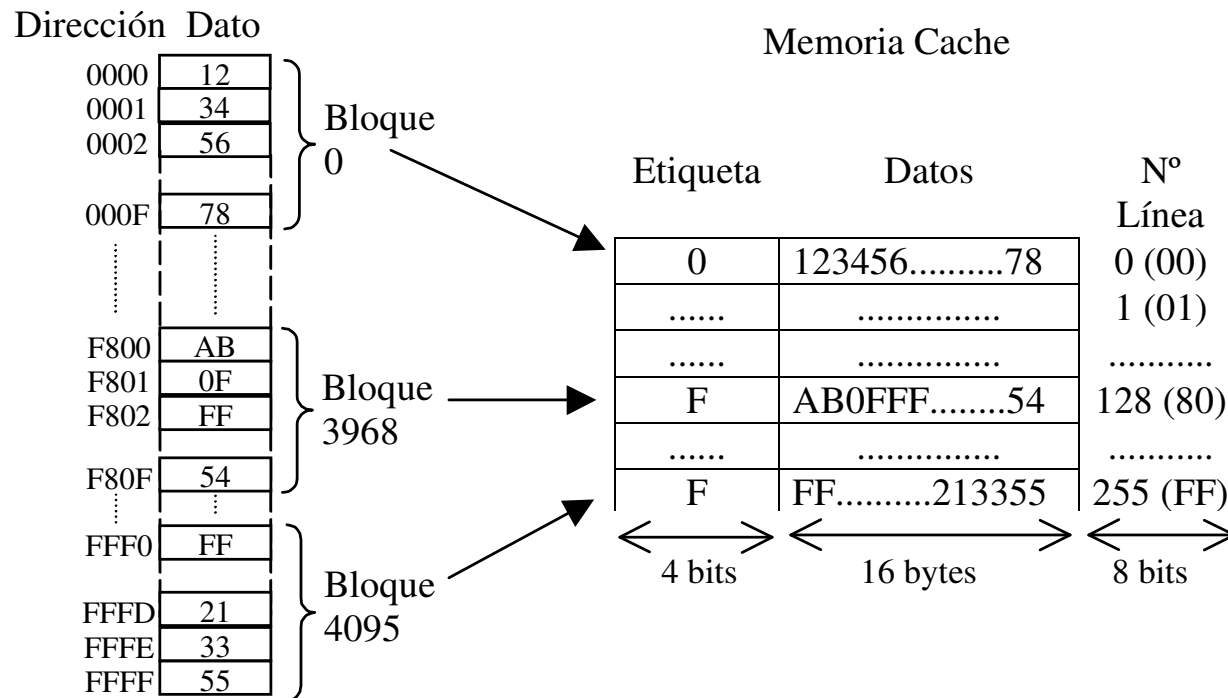 Dirección Dato
0000 12
0001 34
0002 56
000F 78
Bloque
0
F800 AB
F801 0F
F802 FF
F80F 54
Bloque
3968
FFF0 FF
FFFD 21
FFFE 33
FFFF 55
Bloque
4095
Memoria Cache
Etiqueta Datos Nº
Línea
0 123456..........78 0 (00)
...... ............... 1 (01)
...... ............... ...........
F AB0FFF........54 128 (80)
...... ............... ...........
F FF..........213355 255 (FF)
4 bits 16 bytes 8 bits